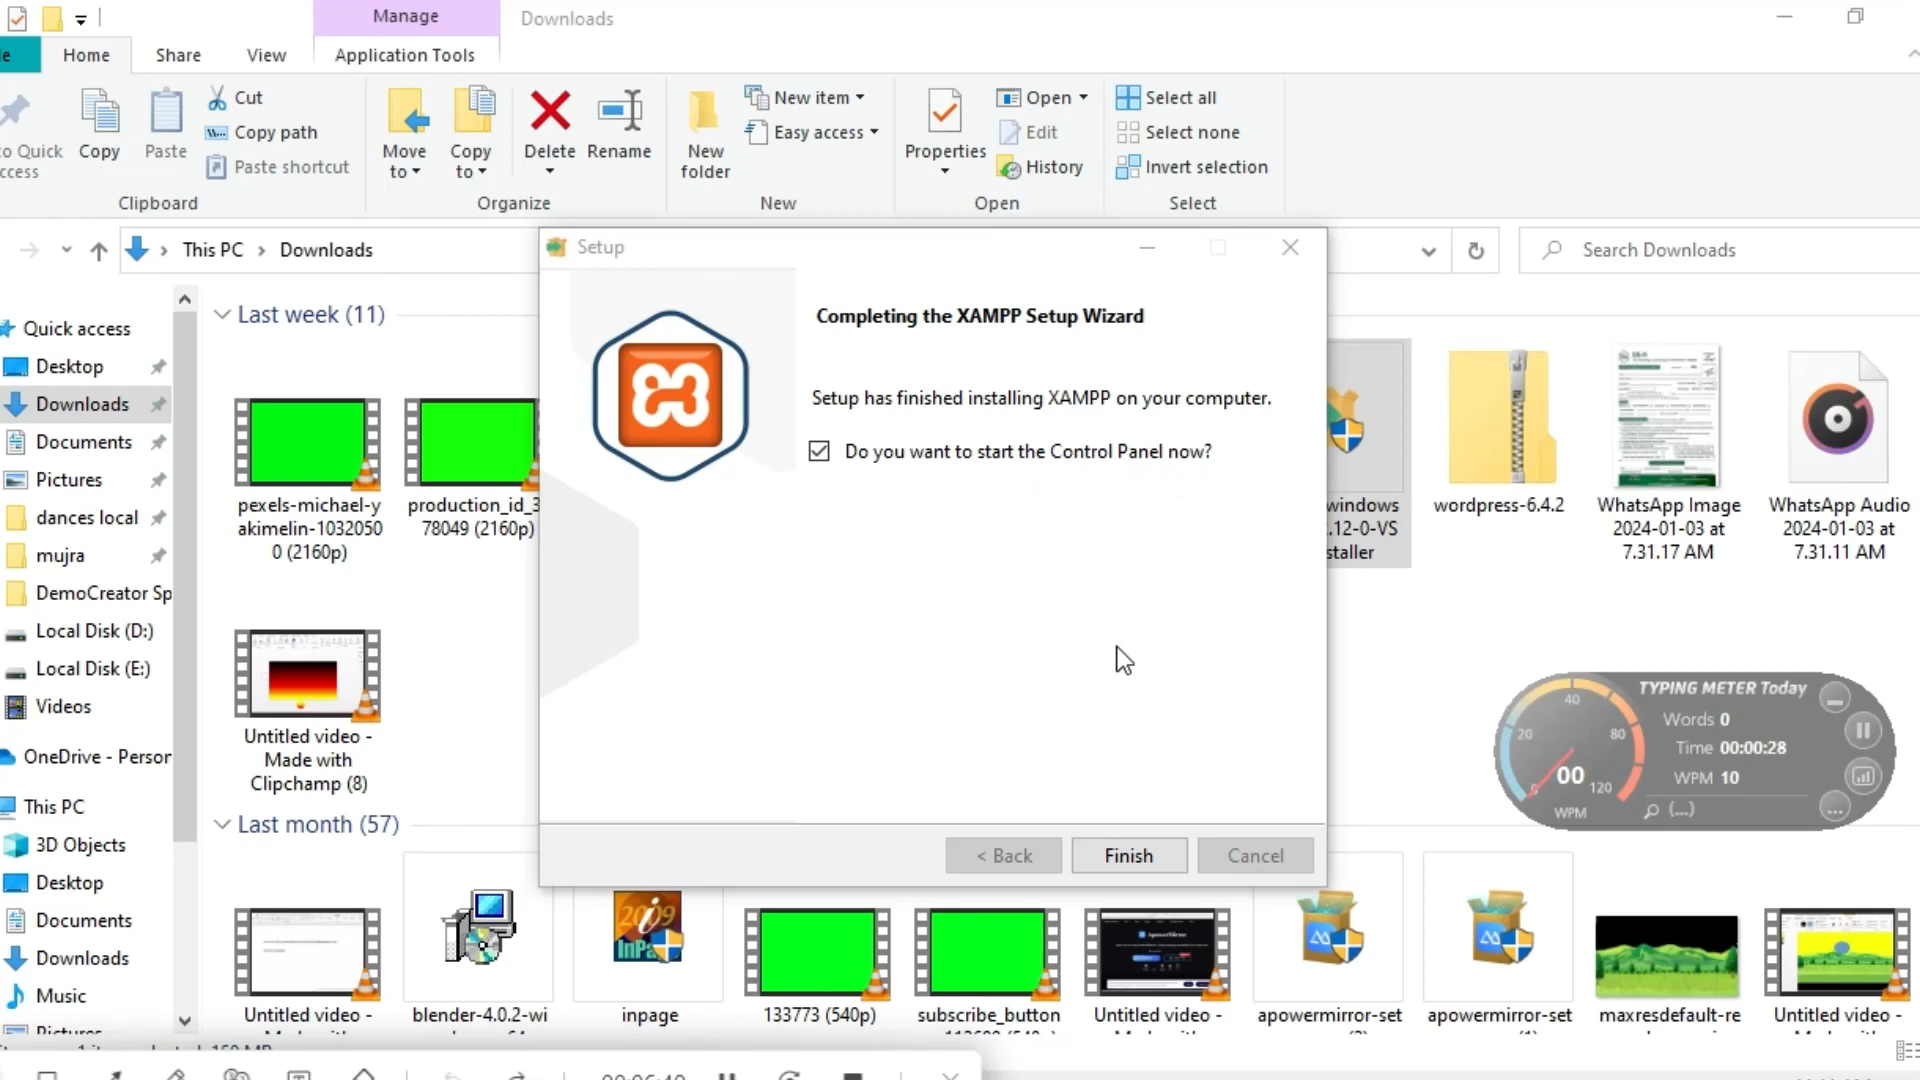 Manage
Downloads
Home
Share
View
Application Tools
Cut
Copy path
Paste shortcut
Copy
Paste
Clipboard
Move to
Copy to
Delete
Rename
Organize
New folder
New item
Easy access
New
Properties
Open
Edit
History
Open
Select all
Select none
Invert selection
Select
This PC > Downloads
Search Downloads
Setup
Completing the XAMPP Setup Wizard
Setup has finished installing XAMPP on your computer.
Do you want to start the Control Panel now?
< Back
Finish
Cancel
Quick access
Desktop
Downloads
Documents
Pictures
dances local
mujra
DemoCreator Sp
Local Disk (D:)
Local Disk (E:)
Videos
OneDrive - Person
This PC
3D Objects
Desktop
Documents
Downloads
Music
Last week (11)
pexels-michael-y
akimelin-1032050
0 (2160p)
production_id_3
78049 (2160p)
windows
.12-0-VS
staller
wordpress-6.4.2
WhatsApp Image
2024-01-03 at
7.31.17 AM
WhatsApp Audio
2024-01-03 at
7.31.11 AM
Untitled video -
Made with
Clipchamp (8)
TYPING METER Today
Words 0
Time 00:00:28
WPM 10
(...)
0
20
40
80
120
00
WPM
Last month (57)
Untitled video -
blender-4.0.2-wi
2009
InPa
inpage
133773 (540p)
subscribe_button
Untitled video -
apowermirror-set
apowermirror-set
maxresdefault-re
Untitled video -